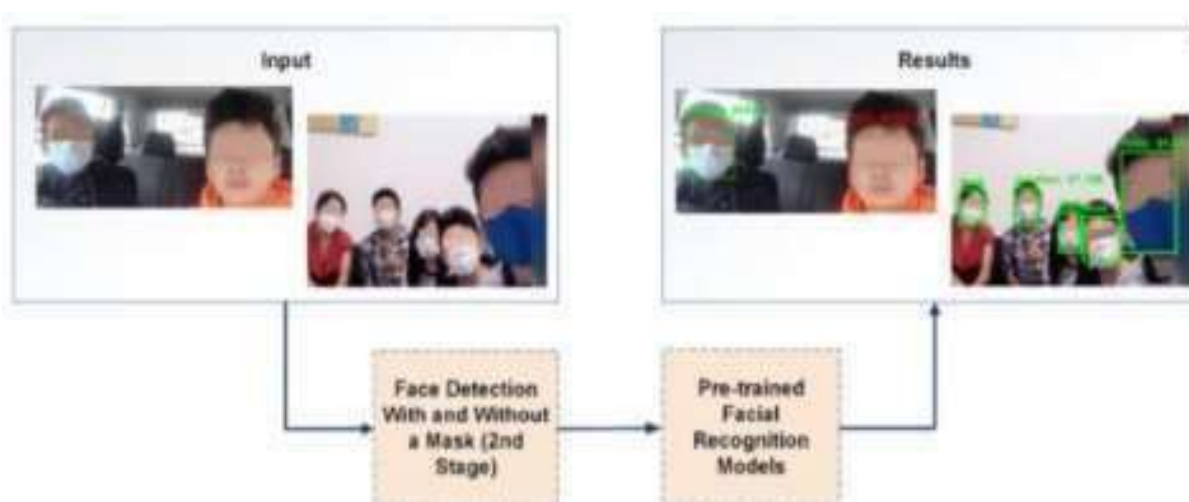 Input
Results
Face Detection
With and Without
a Mask (2nd
Stage)
Pre-trained
Facial
Recognition
Models